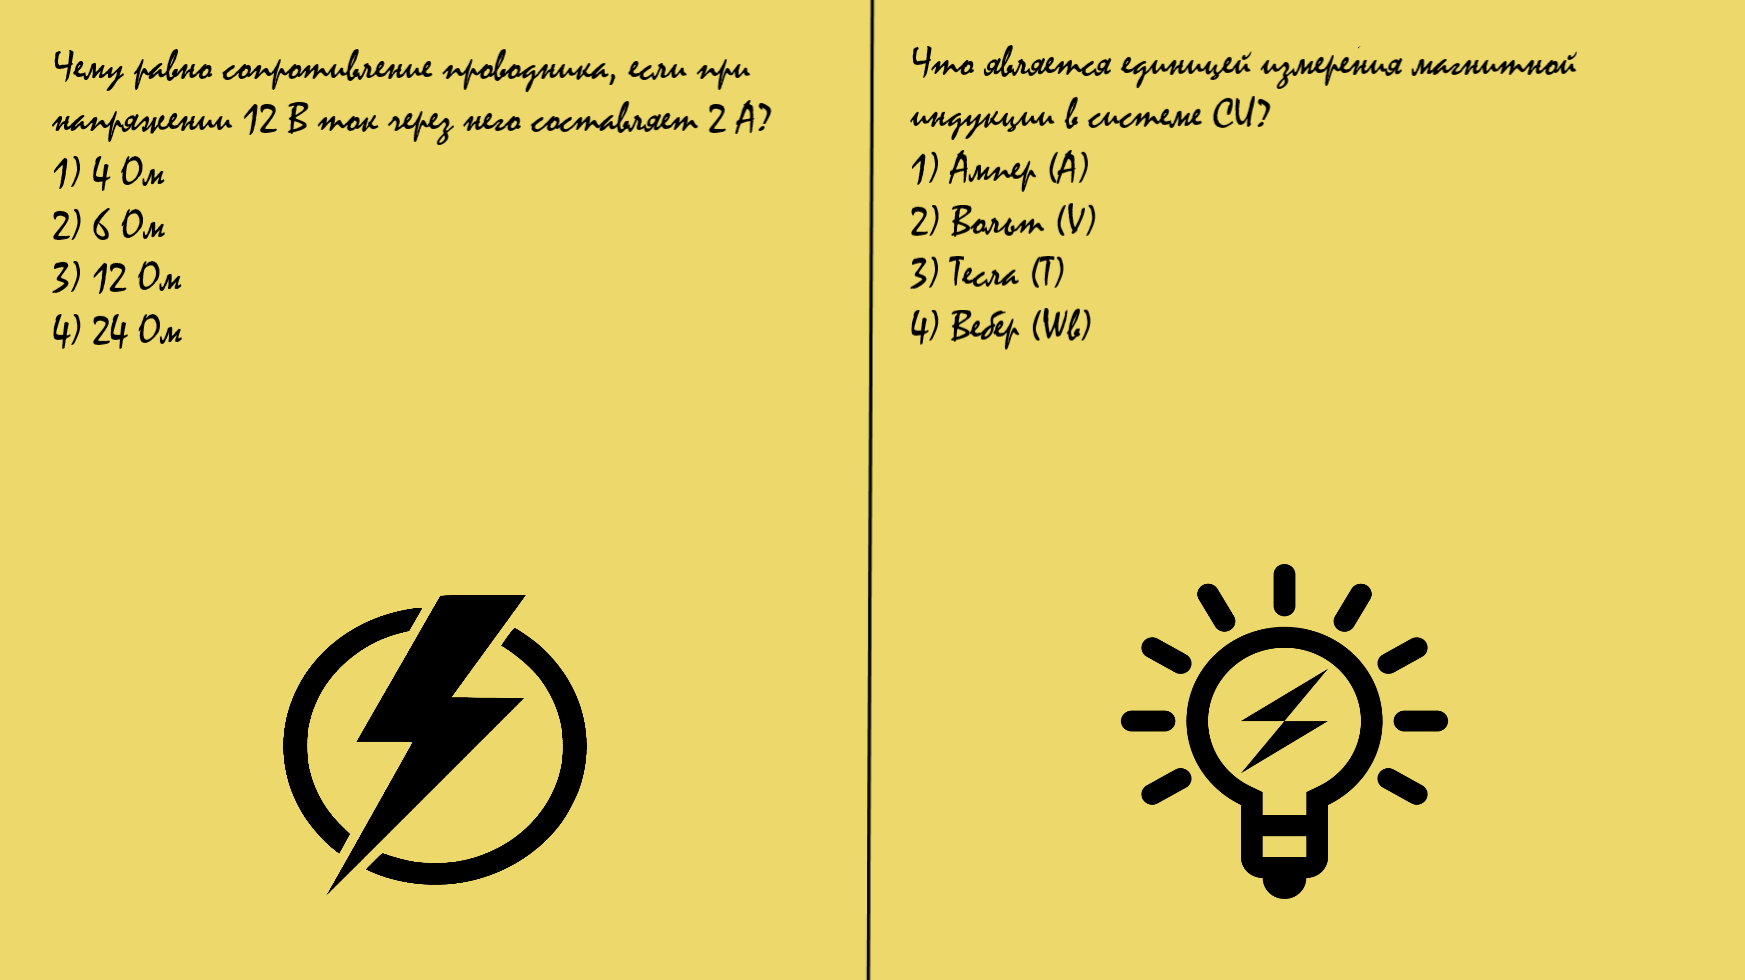 Чему равно сопротивление проводника, если при
напряжении 12 В ток через него составляет 2 А?
1) 4 Ом
2) 6 Ом
3) 12 Ом
4) 24 Ом
Что является единицей измерения магнитной
индукции в системе СИ?
1) Ампер (А)
2) Вольт (V)
3) Тесла (Т)
4) Вебер (Wb)